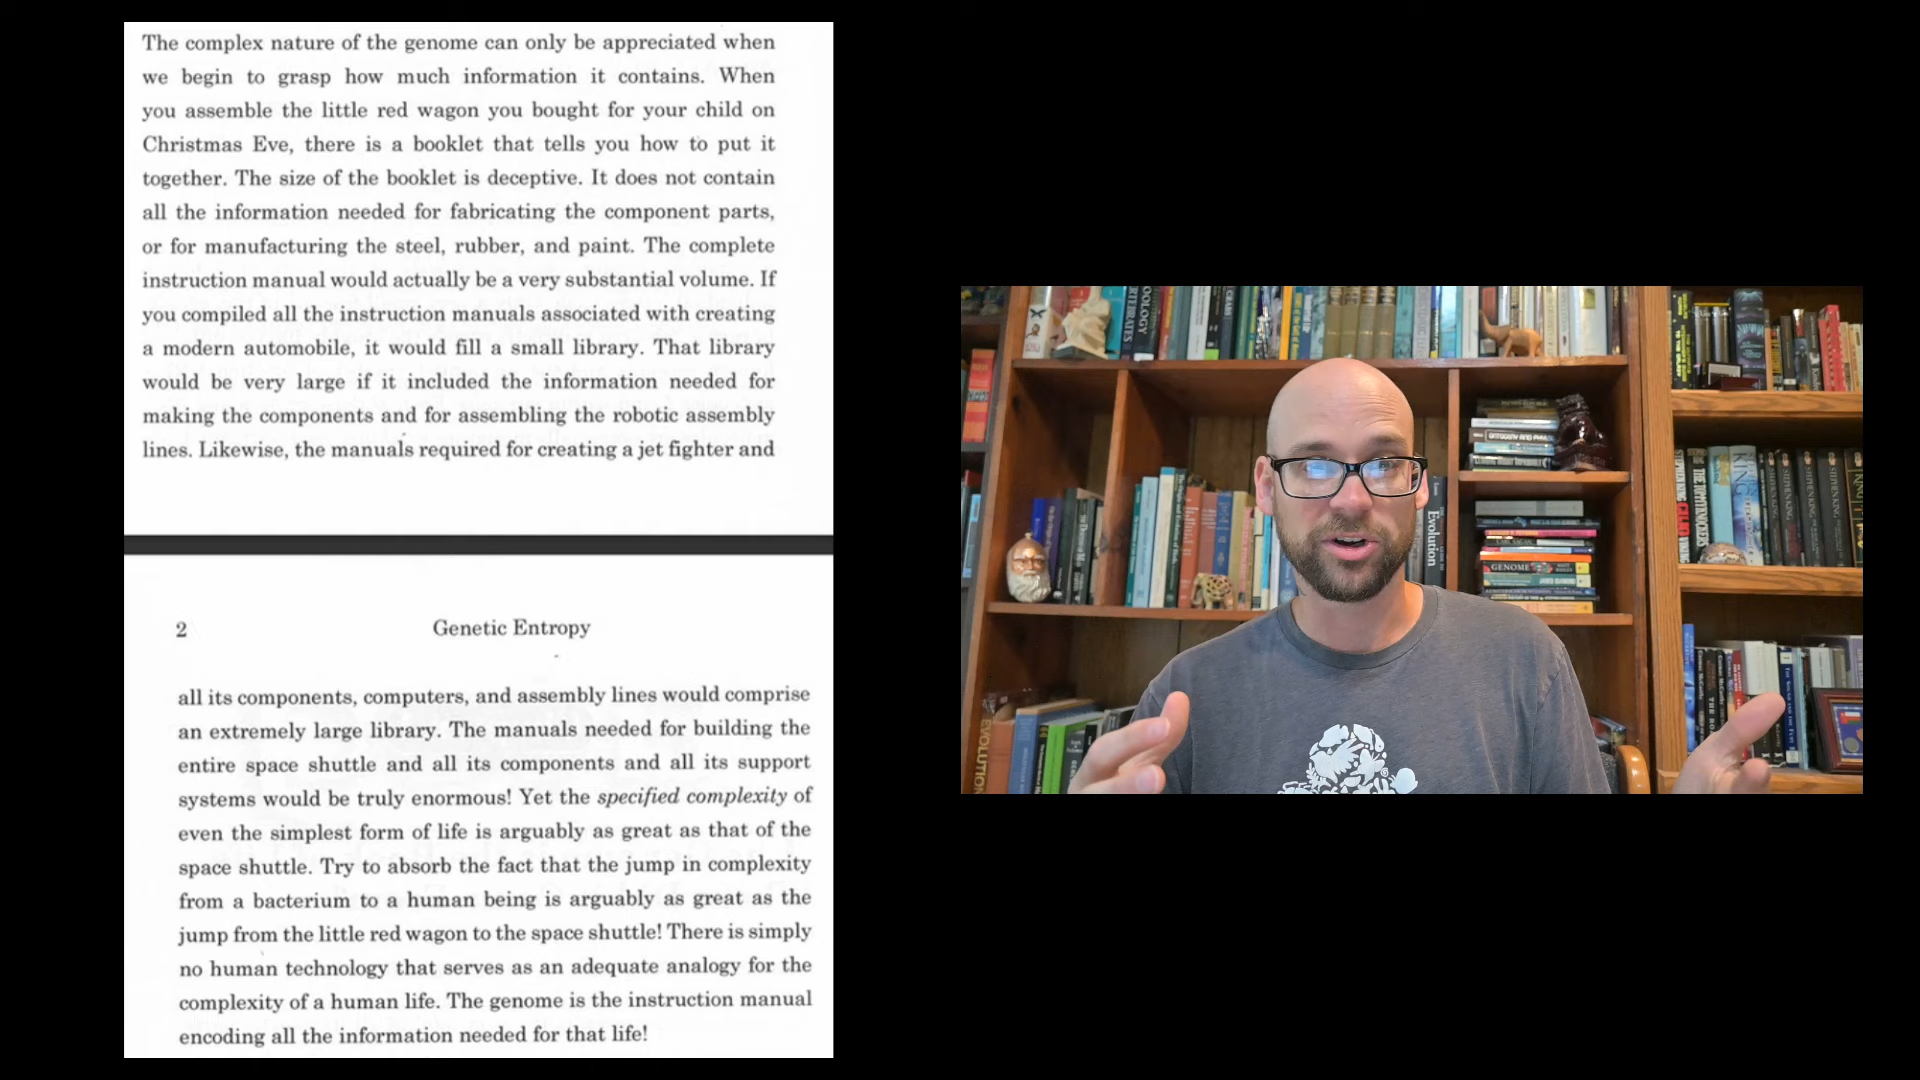 The complex nature of the genome can only be appreciated when
we begin to grasp how much information it contains. When
you assemble the little red wagon you bought for your child on
Christmas Eve, there is a booklet that tells you how to put it
together. The size of the booklet is deceptive. It does not contain
all the information needed for fabricating the component parts,
or for manufacturing the steel, rubber, and paint. The complete
instruction manual would actually be a very substantial volume. If
you compiled all the instruction manuals associated with creating
a modern automobile, it would fill a small library. That library
would be very large if it included the information needed for
making the components and for assembling the robotic assembly
lines. Likewise, the manuals required for creating a jet fighter and
2
Genetic Entropy
all its components, computers, and assembly lines would comprise
an extremely large library. The manuals needed for building the
entire space shuttle and all its components and all its support
systems would be truly enormous! Yet the specified complexity of
even the simplest form of life is arguably as great as that of the
space shuttle. Try to absorb the fact that the jump in complexity
from a bacterium to a human being is arguably as great as the
jump from the little red wagon to the space shuttle! There is simply
no human technology that serves as an adequate analogy for the
complexity of a human life. The genome is the instruction manual
encoding all the information needed for that life!
Evolution
GENOME
KING
STEPHEN KING
THE TOMMYKNOCKERS
EVOLUTION